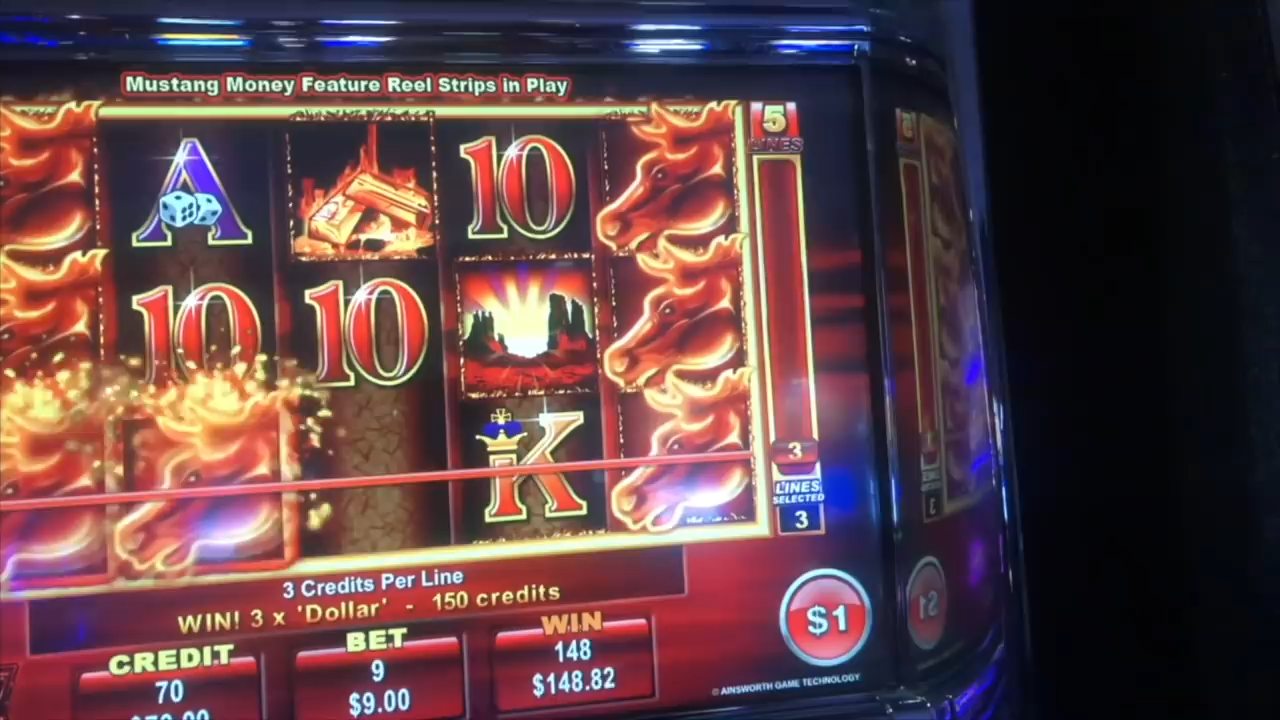 Mustang Money Feature Reel Strips in Play
5
LINES
A
10
10
10
K
3
LINES
SELECTED
3
3 Credits Per Line
WIN! 3 x 'Dollar' - 150 credits
CREDIT
70
BET
9
$9.00
WIN
148
$148.82
$1
© AINSWORTH GAME TECHNOLOGY